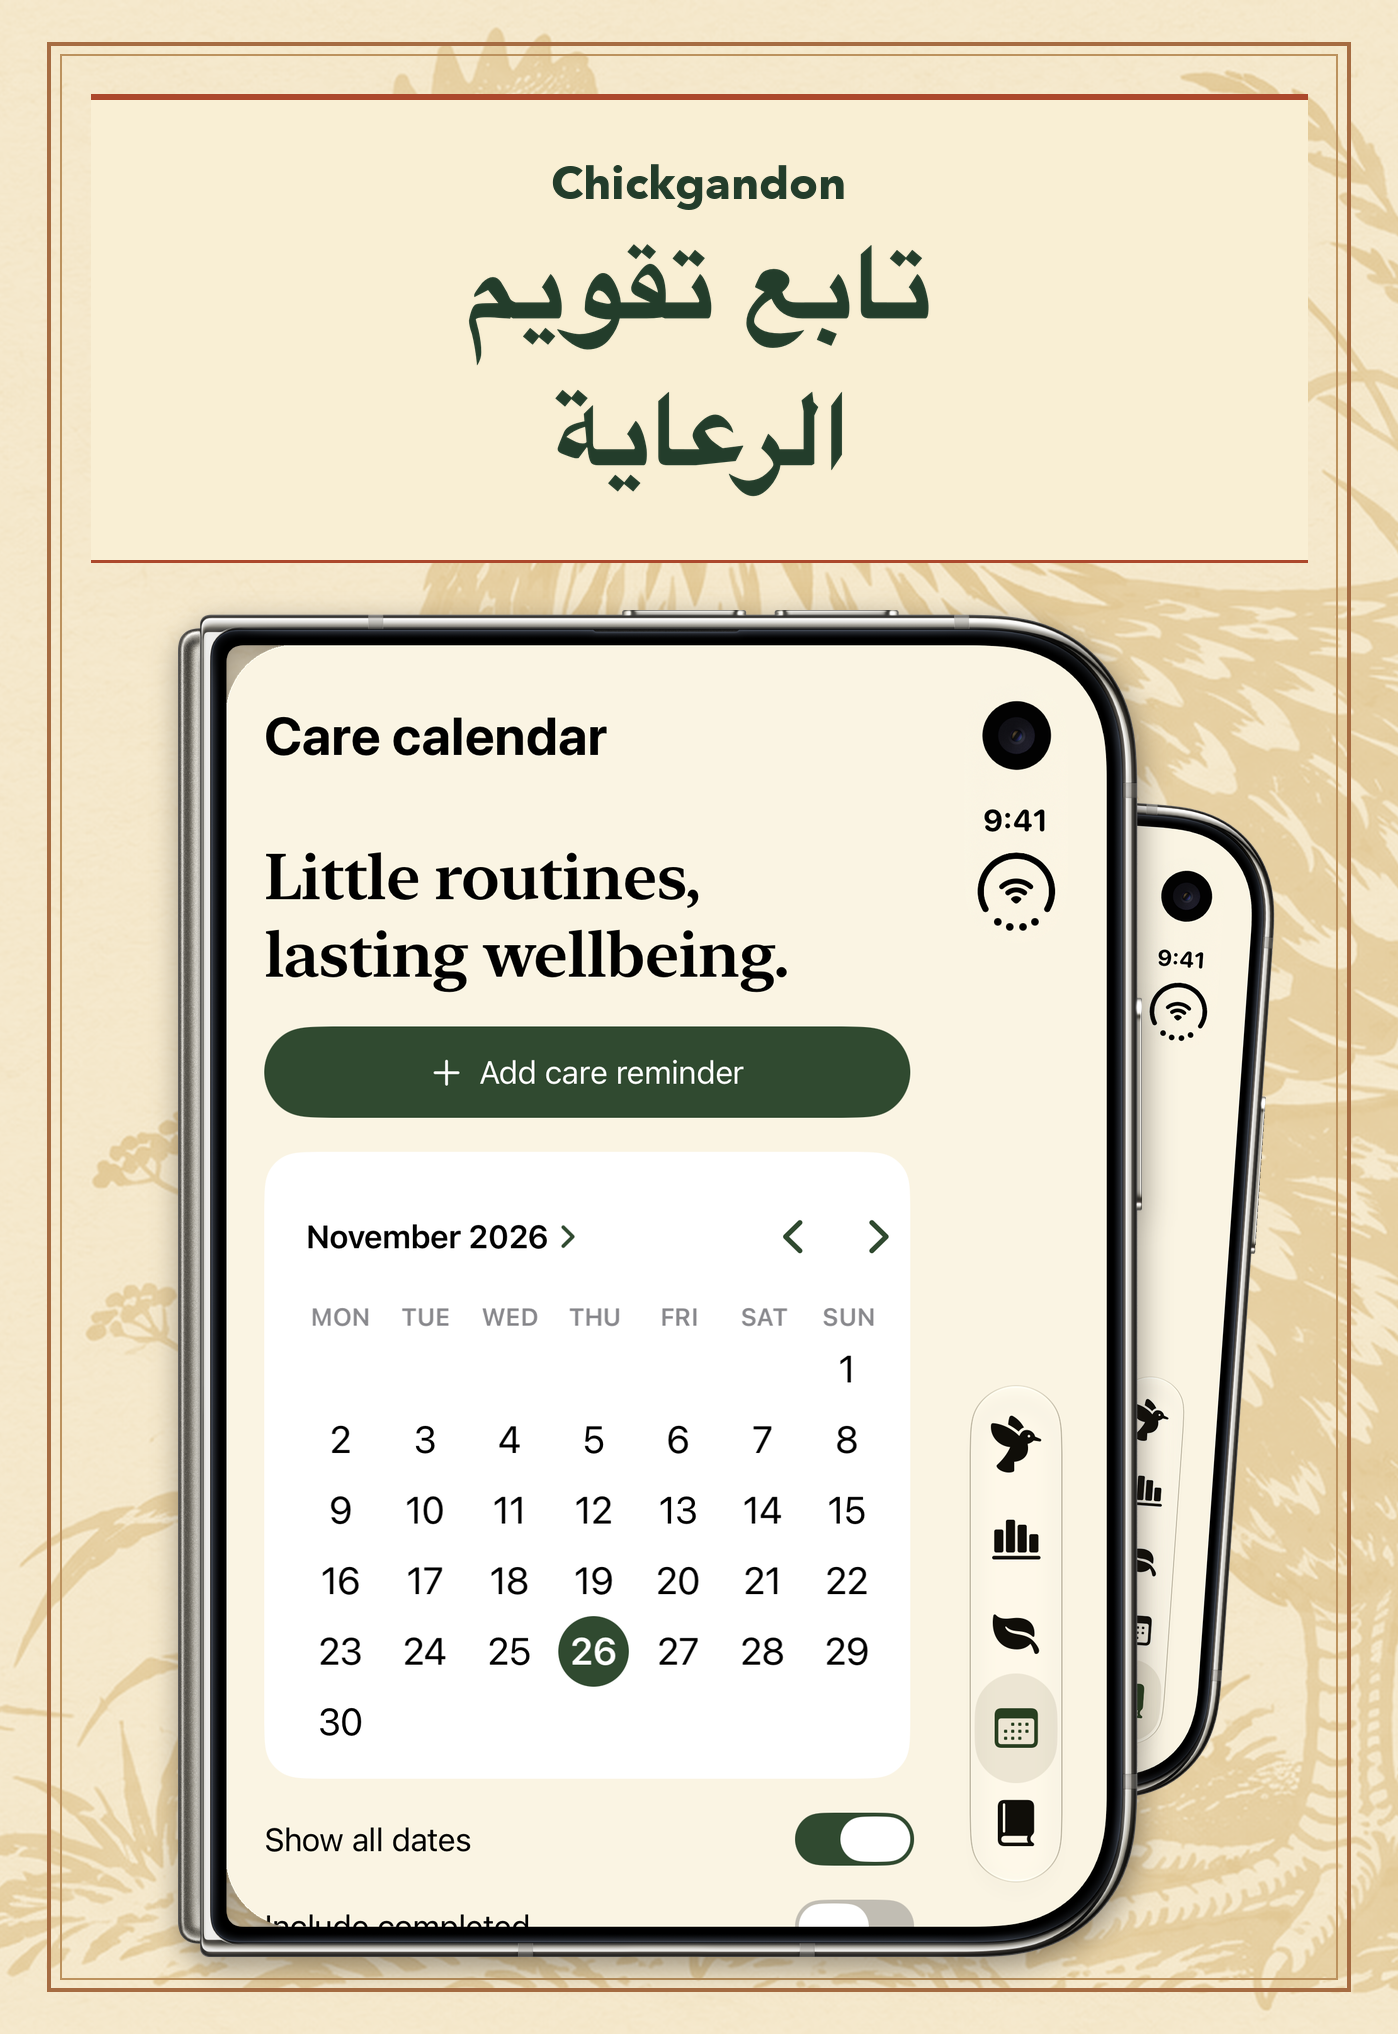 Chickgandon
تابع تقويم
الرعاية
Care calendar
9:41
Little routines,
lasting wellbeing.
+ Add care reminder
November 2026
MON TUE WED THU FRI SAT SUN
1
2 3 4 5 6 7 8
9 10 11 12 13 14 15
16 17 18 19 20 21 22
23 24 25 26 27 28 29
30
Show all dates
Include completed
9:41